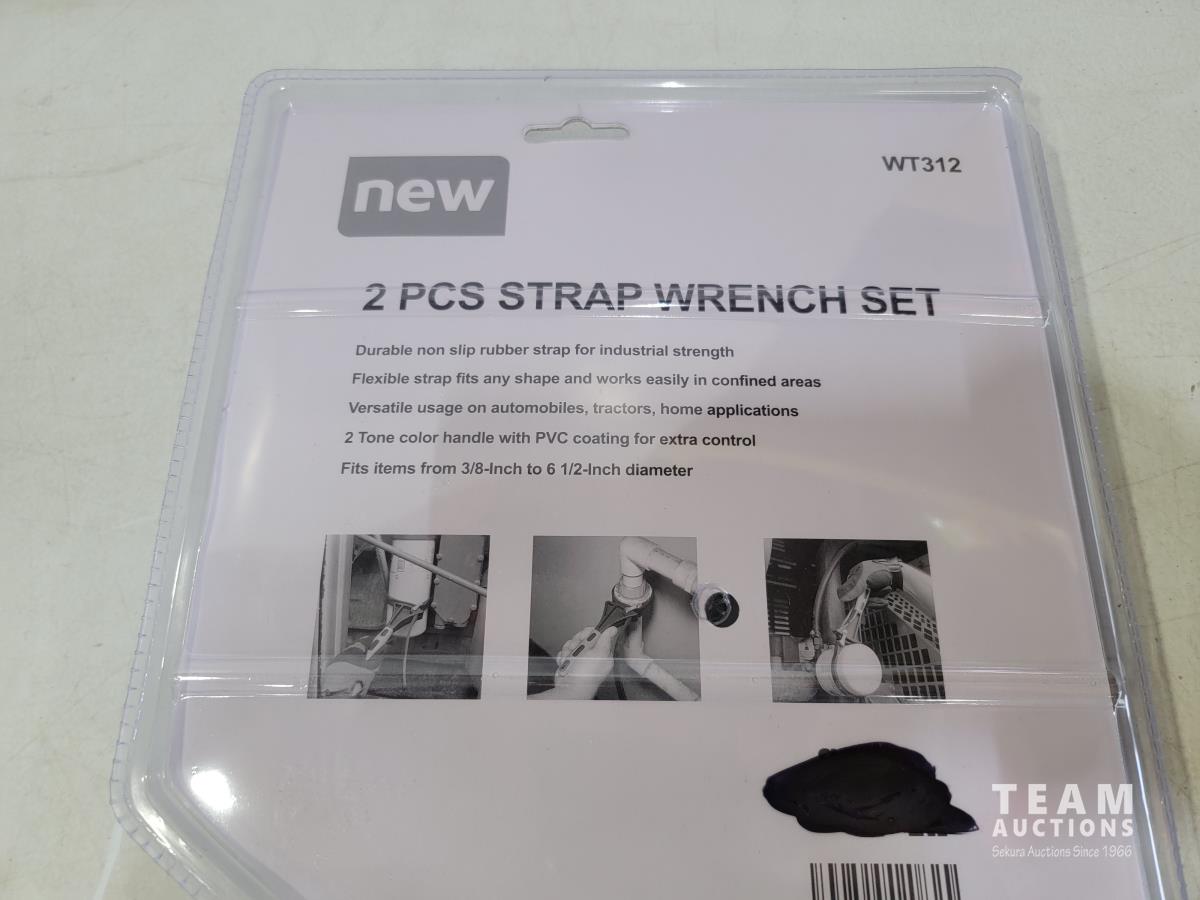 new
WT312
2 PCS STRAP WRENCH SET
Durable non slip rubber strap for industrial strength
Flexible strap fits any shape and works easily in confined areas
Versatile usage on automobiles, tractors, home applications
2 Tone color handle with PVC coating for extra control
Fits items from 3/8-Inch to 6 1/2-Inch diameter
TEAM
AUCTIONS
Sekura Auctions Since 1966